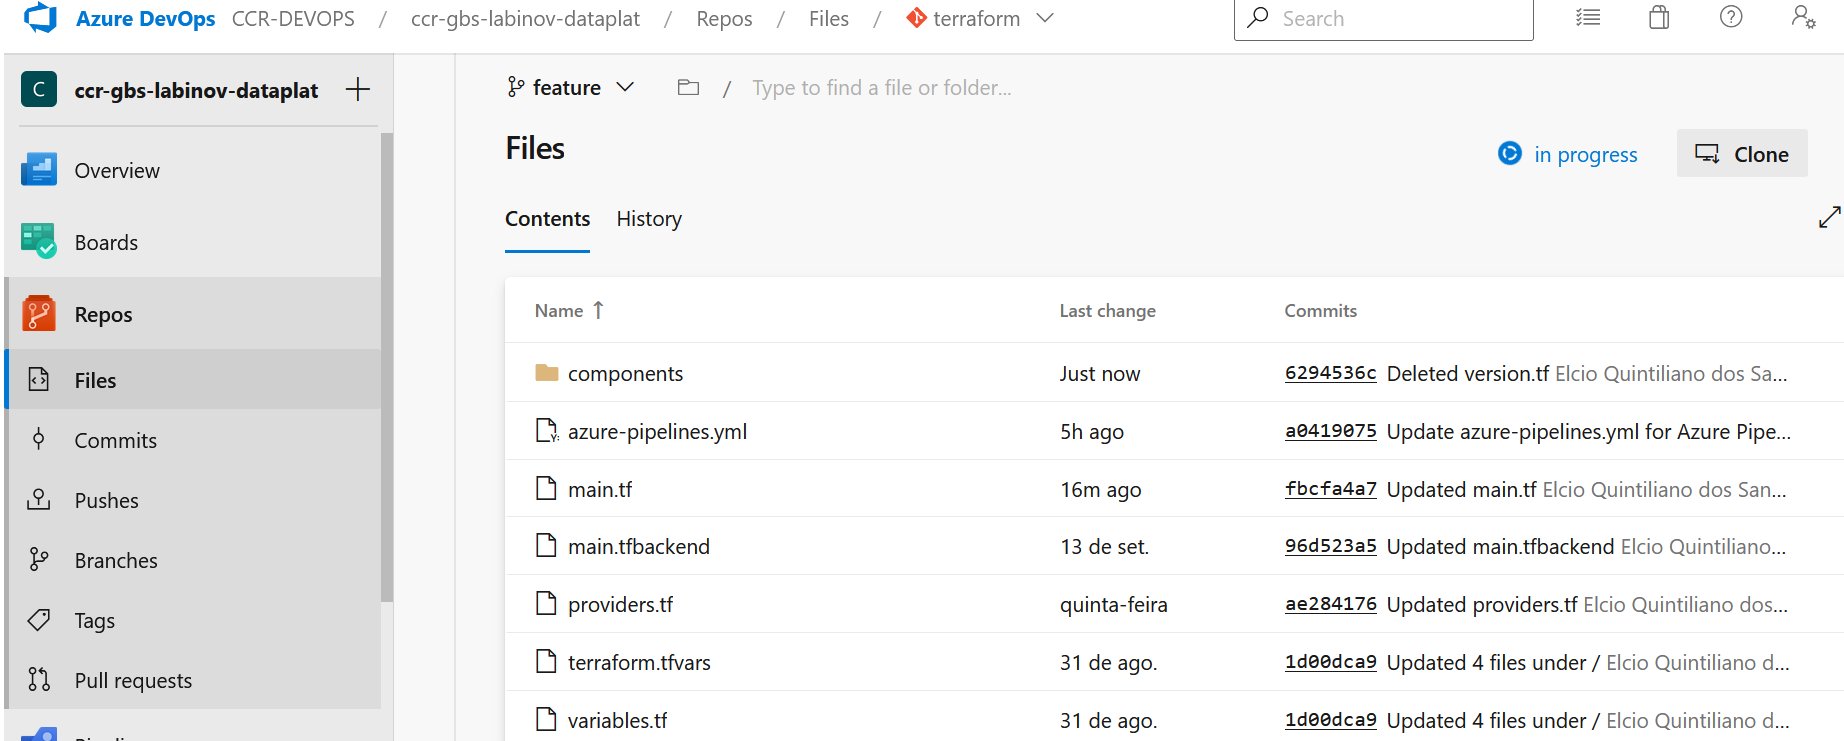 Azure DevOps CCR-DEVOPS / ccr-gbs-labinov-dataplat / Repos / Files / terraform Search
C ccr-gbs-labinov-dataplat
Overview
Boards
Repos
Files
Commits
Pushes
Branches
Tags
Pull requests
feature / Type to find a file or folder...
Files
in progress
Clone
Contents History
Name ↑ Last change Commits
components Just now 6294536c Deleted version.tf Elcio Quintiliano dos Sa...
azure-pipelines.yml 5h ago a0419075 Update azure-pipelines.yml for Azure Pipe...
main.tf 16m ago fbcfa4a7 Updated main.tf Elcio Quintiliano dos San...
main.tfbackend 13 de set. 96d523a5 Updated main.tfbackend Elcio Quintiliano...
providers.tf quinta-feira ae284176 Updated providers.tf Elcio Quintiliano dos...
terraform.tfvars 31 de ago. 1d00dca9 Updated 4 files under / Elcio Quintiliano d...
variables.tf 31 de ago. 1d00dca9 Updated 4 files under / Elcio Quintiliano d...